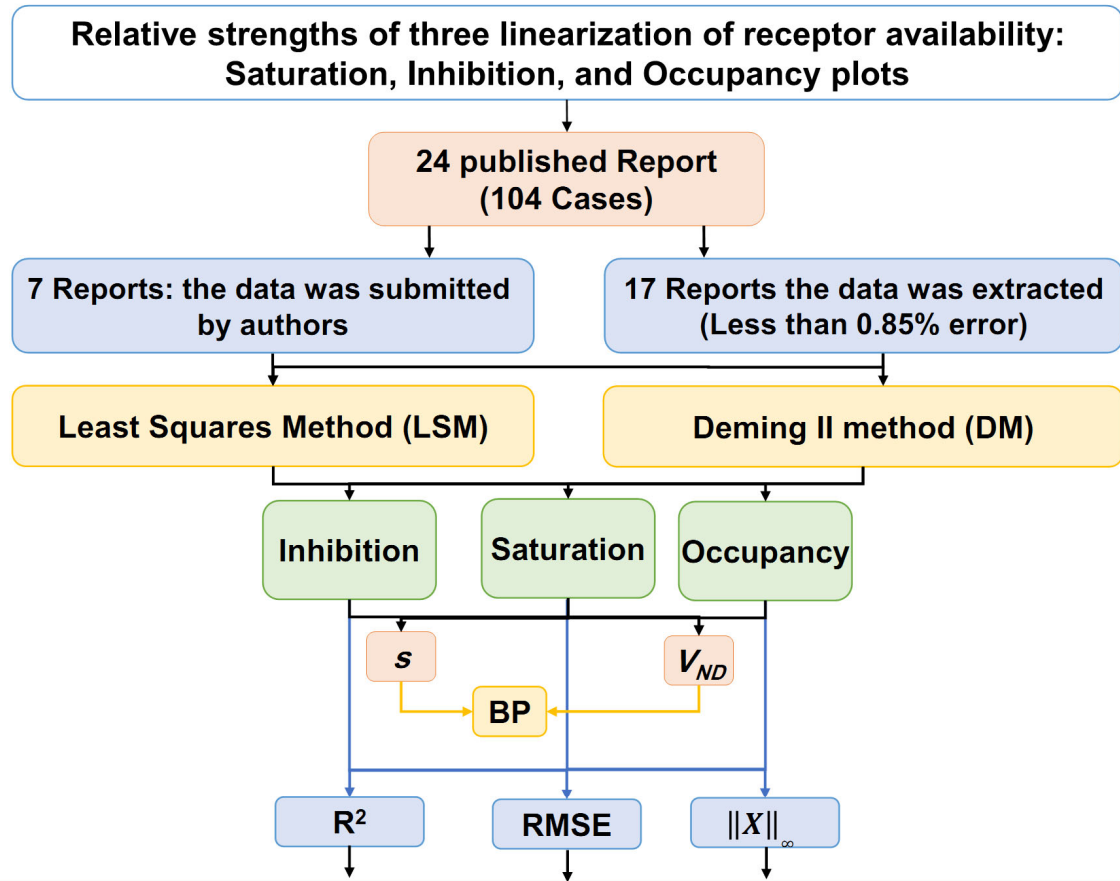 Relative strengths of three linearization of receptor availability:
Saturation, Inhibition, and Occupancy plots
24 published Report
(104 Cases)
7 Reports: the data was submitted
by authors
17 Reports the data was extracted
(Less than 0.85% error)
Least Squares Method (LSM)
Deming II method (DM)
Inhibition
Saturation
Occupancy
s
V_{ND}
BP
R²
RMSE
‖X‖_∞